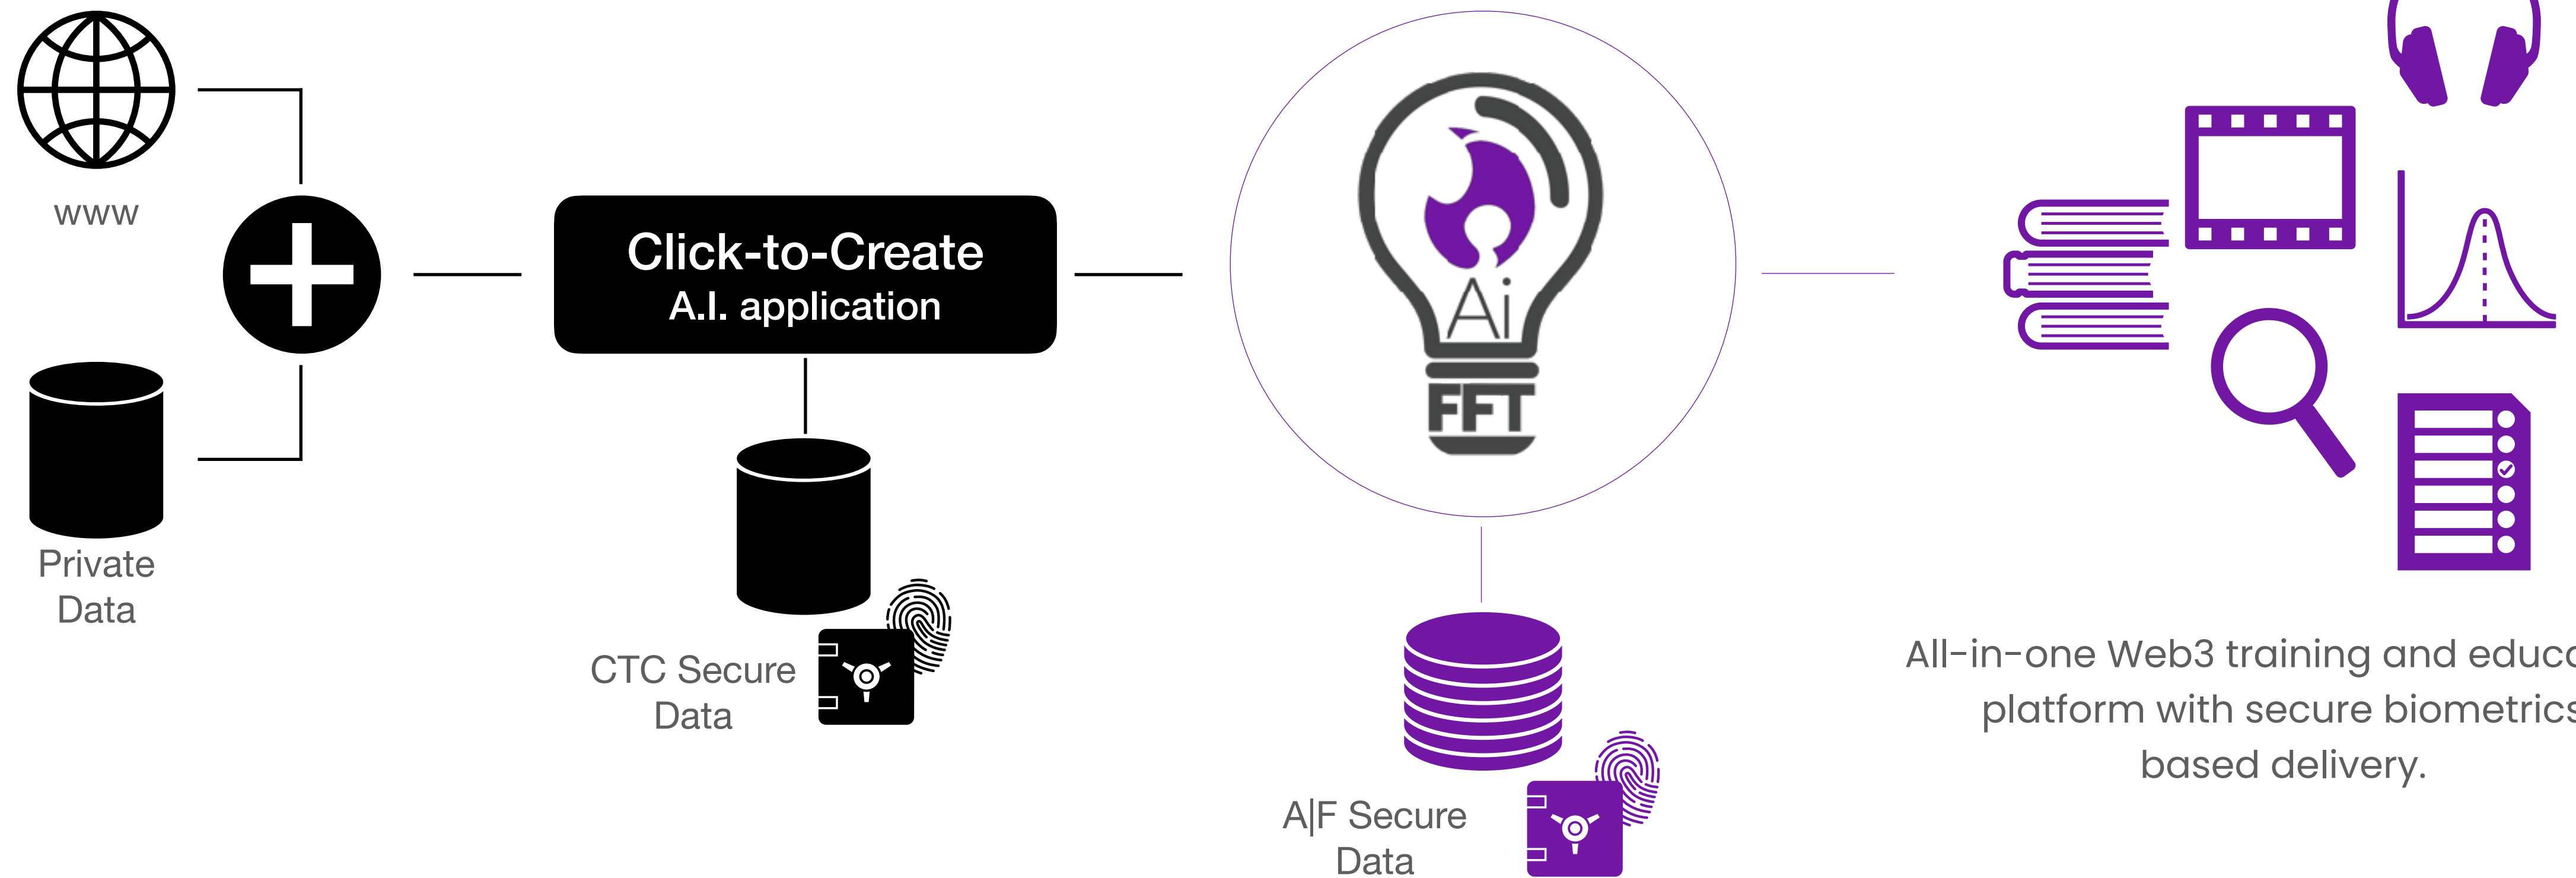 www
Private
Data
Click-to-Create
A.I. application
CTC Secure
Data
Ai
FFT
A|F Secure
Data
All-in-one Web3 training and
platform with secure biometrics
based delivery.